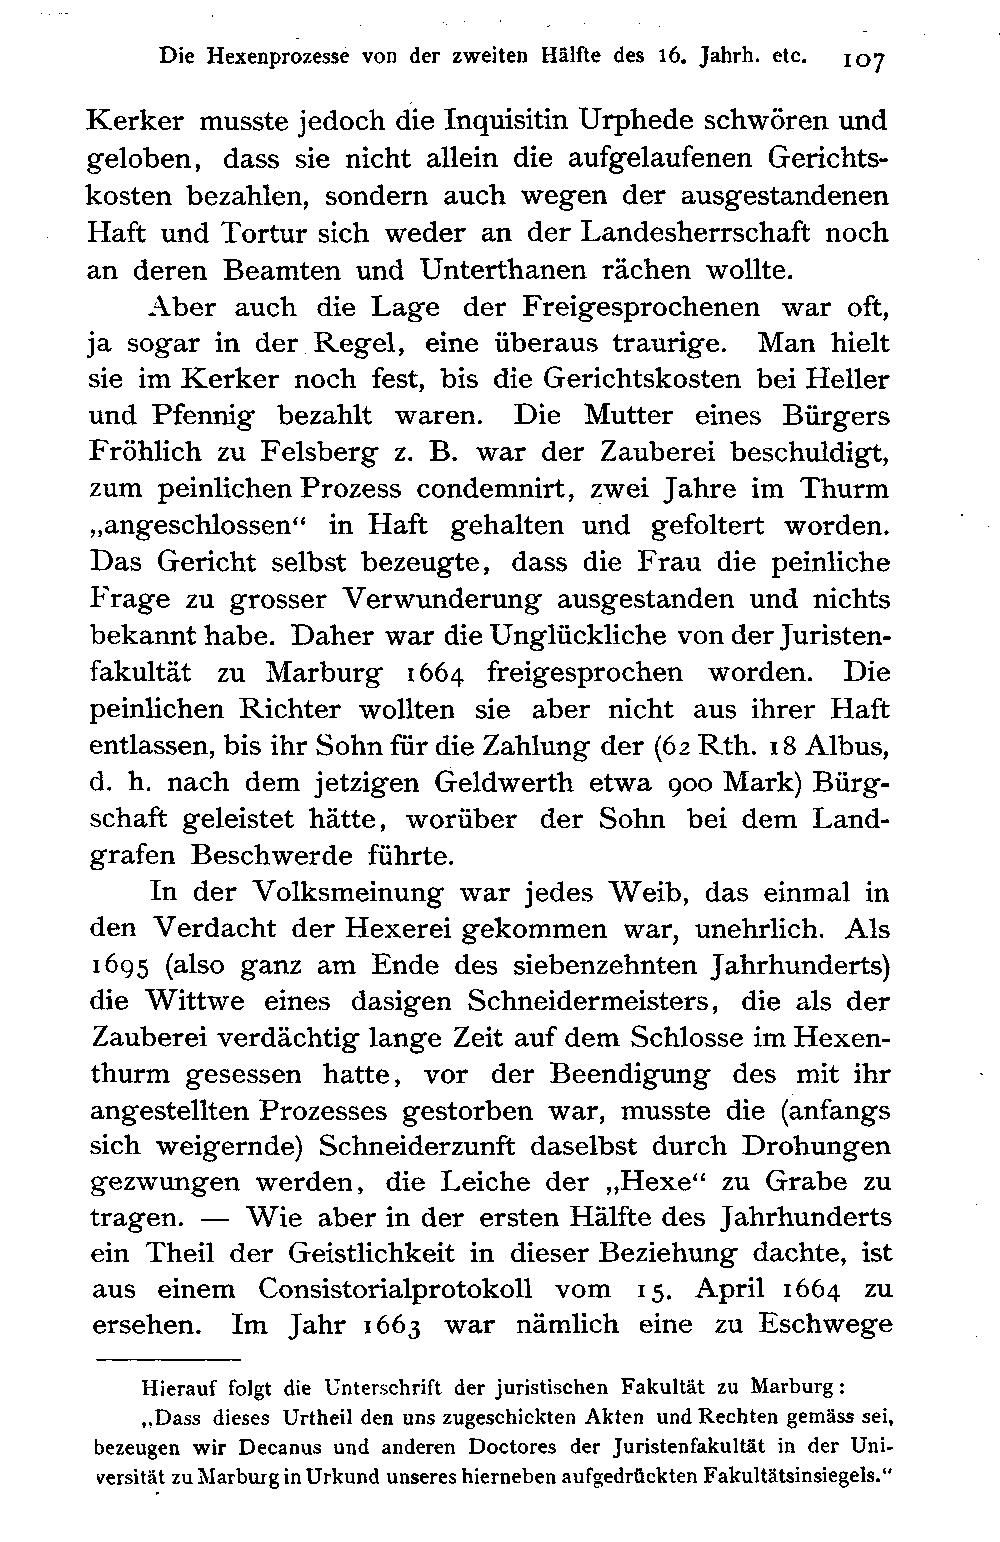 Die Hexenprozesse von der zweiten Hälfte des 16. Jahrh. etc. 107
Kerker musste jedoch die Inquisitin Urphede schwören und
geloben, dass sie nicht allein die aufgelaufenen Gerichts-
kosten bezahlen, sondern auch wegen der ausgestandenen
Haft und Tortur sich weder an der Landesherrschaft noch
an deren Beamten und Unterthanen rächen wollte.
Aber auch die Lage der Freigesprochenen war oft,
ja sogar in der Regel, eine überaus traurige. Man hielt
sie im Kerker noch fest, bis die Gerichtskosten bei Heller
und Pfennig bezahlt waren. Die Mutter eines Bürgers
Fröhlich zu Felsberg z. B. war der Zauberei beschuldigt,
zum peinlichen Prozess condemnirt, zwei Jahre im Thurm
„angeschlossen“ in Haft gehalten und gefoltert worden.
Das Gericht selbst bezeugte, dass die Frau die peinliche
Frage zu grosser Verwunderung ausgestanden und nichts
bekannt habe. Daher war die Unglückliche von der Juristen-
fakultät zu Marburg 1664 freigesprochen worden. Die
peinlichen Richter wollten sie aber nicht aus ihrer Haft
entlassen, bis ihr Sohn für die Zahlung der (62 Rth. 18 Albus,
d. h. nach dem jetzigen Geldwerth etwa 900 Mark) Bürg-
schaft geleistet hätte, worüber der Sohn bei dem Land-
grafen Beschwerde führte.
In der Volksmeinung war jedes Weib, das einmal in
den Verdacht der Hexerei gekommen war, unehrlich. Als
1695 (also ganz am Ende des siebenzehnten Jahrhunderts)
die Wittwe eines dasigen Schneidermeisters, die als der
Zauberei verdächtig lange Zeit auf dem Schlosse im Hexen-
thurm gesessen hatte, vor der Beendigung des mit ihr
angestellten Prozesses gestorben war, musste die (anfangs
sich weigernde) Schneiderzunft daselbst durch Drohungen
gezwungen werden, die Leiche der „Hexe“ zu Grabe zu
tragen. — Wie aber in der ersten Hälfte des Jahrhunderts
ein Theil der Geistlichkeit in dieser Beziehung dachte, ist
aus einem Consistorialprotokoll vom 15. April 1664 zu
ersehen. Im Jahr 1663 war nämlich eine zu Eschwege
Hierauf folgt die Unterschrift der juristischen Fakultät zu Marburg:
„Dass dieses Urtheil den uns zugeschickten Akten und Rechten gemäss sei,
bezeugen wir Decanus und anderen Doctores der Juristenfakultät in der Uni-
versität zu Marburg in Urkund unseres hierneben aufgedrückten Fakultätsinsiegels.“